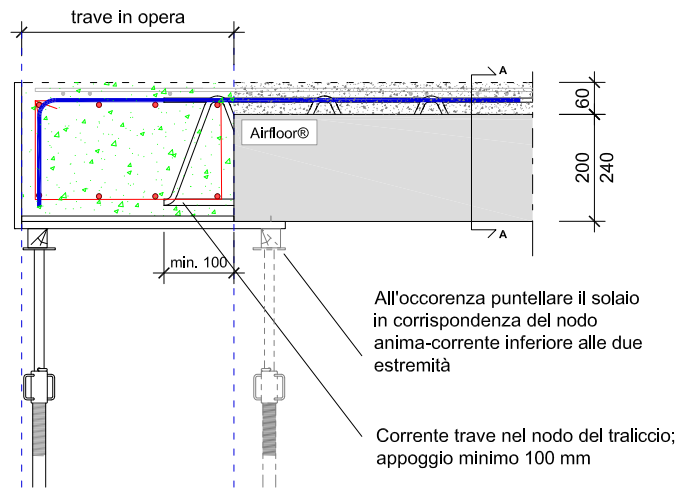 trave in opera
A
60
Airfloor®
200
240
A
min. 100
All'occorenza puntellare il solaio
in corrispondenza del nodo
anima-corrente inferiore alle due
estremità
Corrente trave nel nodo del traliccio;
appoggio minimo 100 mm